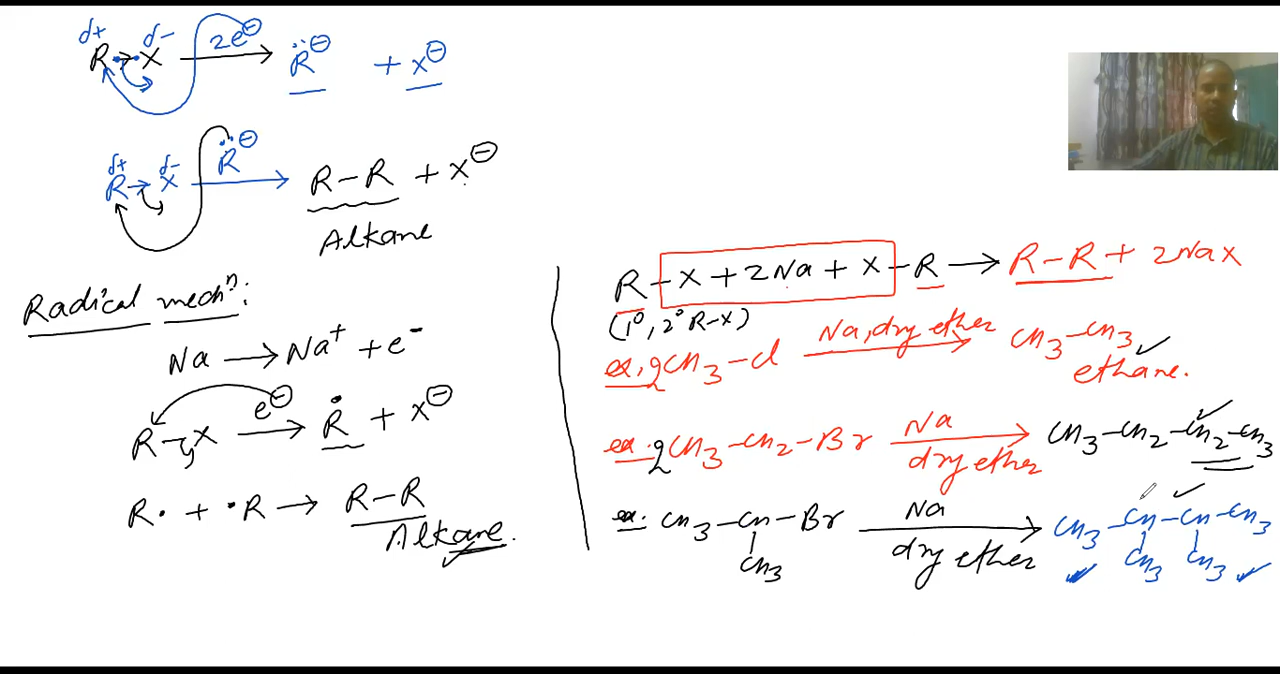 δ+ δ-
R → X 2e⊖ → R̈⊖ + X⊖
δ+ δ- R̈⊖
R → X → R-R + X⊖
Alkane
Radical mechⁿ:
Na → Na⁺ + e⁻
R-X e⊖ → Ṙ + X⊖
R• + •R → R-R
Alkane.
R-X + 2Na + X-R → R-R + 2NaX
(1°, 2° R-X)
ex, 2CH₃-Cl Na, dry ether → CH₃-CH₃
ethane.
ex. 2CH₃-CH₂-Br Na → CH₃-CH₂-CH₂-CH₃
dry ether
ex. CH₃-CH-Br Na → CH₃-CH-CH-CH₃
CH₃ dry ether CH₃ CH₃